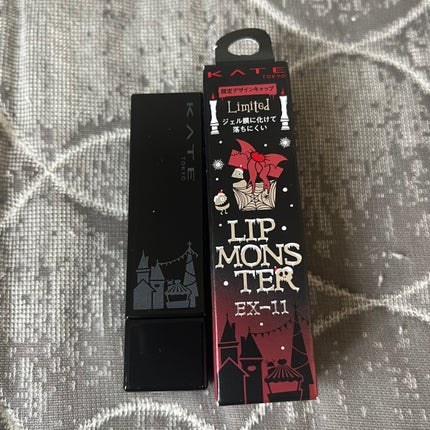 KATE
TOKYO
KATE
TOKYO
限定デザインキャップ
Limited
ジェル膜に化けて
落ちにくい
LIP
MONS
TER
EX-11